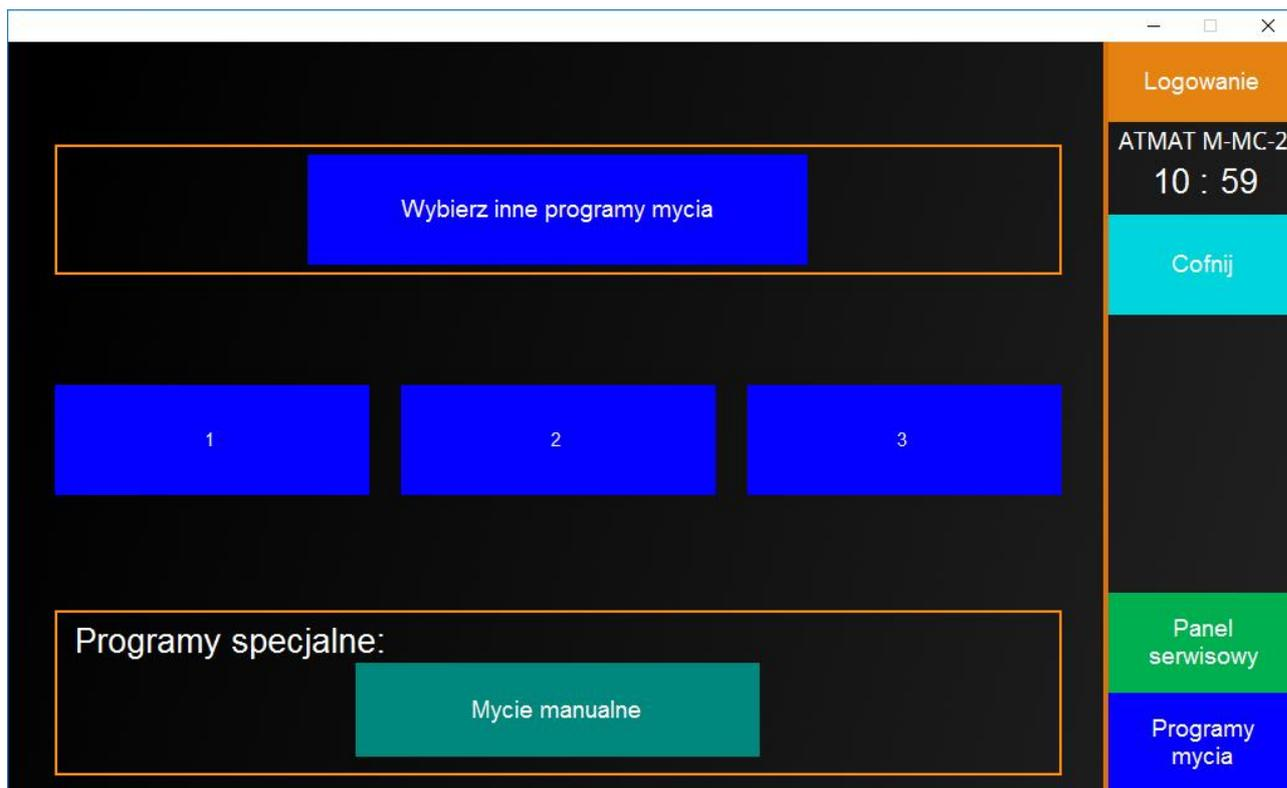 Logowanie
ATMAT M-MC-2
10 : 59
Wybierz inne programy mycia
Cofnij
1
2
3
Programy specjalne:
Mycie manualne
Panel
serwisowy
Programy
mycia